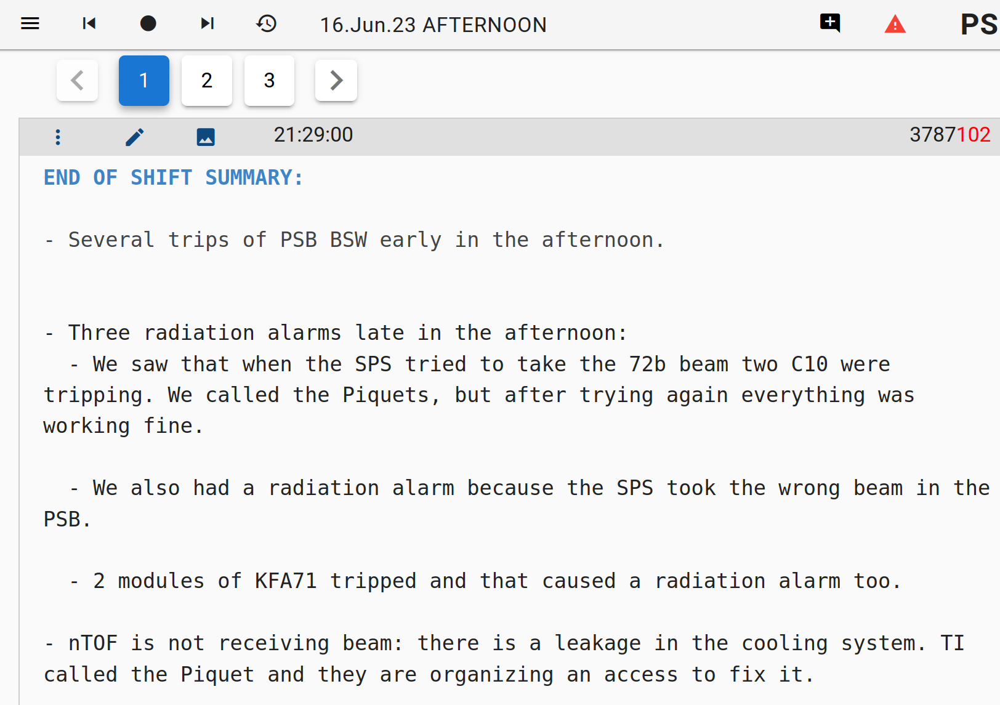 16.Jun.23 AFTERNOON
PS
1
2
3
21:29:00
3787102
END OF SHIFT SUMMARY:
- Several trips of PSB BSW early in the afternoon.
- Three radiation alarms late in the afternoon:
- We saw that when the SPS tried to take the 72b beam two C10 were
tripping. We called the Piquets, but after trying again everything was
working fine.
- We also had a radiation alarm because the SPS took the wrong beam in the
PSB.
- 2 modules of KFA71 tripped and that caused a radiation alarm too.
- nTOF is not receiving beam: there is a leakage in the cooling system. TI
called the Piquet and they are organizing an access to fix it.